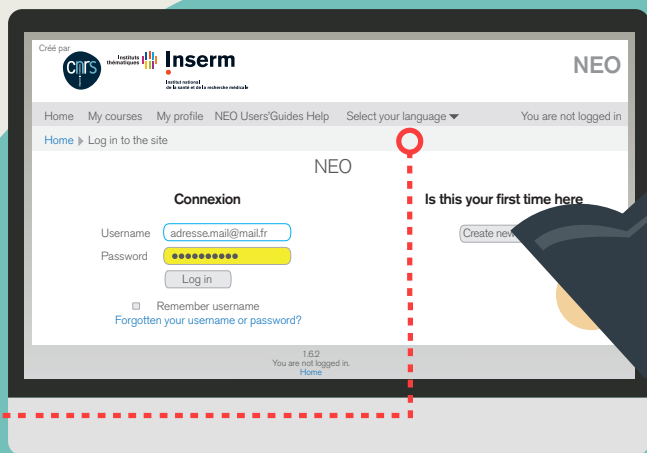 Créé par
cnrs
Instituts
thématiques
Inserm
Institut national
de la santé et de la recherche médicale
NEO
Home My courses My profile NEO Users'Guides Help Select your language You are not logged in
Home Log in to the site
NEO
Connexion
Username adresse.mail@mail.fr
Password ●●●●●●●●●●
Log in
Remember username
Forgotten your username or password?
Is this your first time here
Create new
1.6.2
You are not logged in.
Home